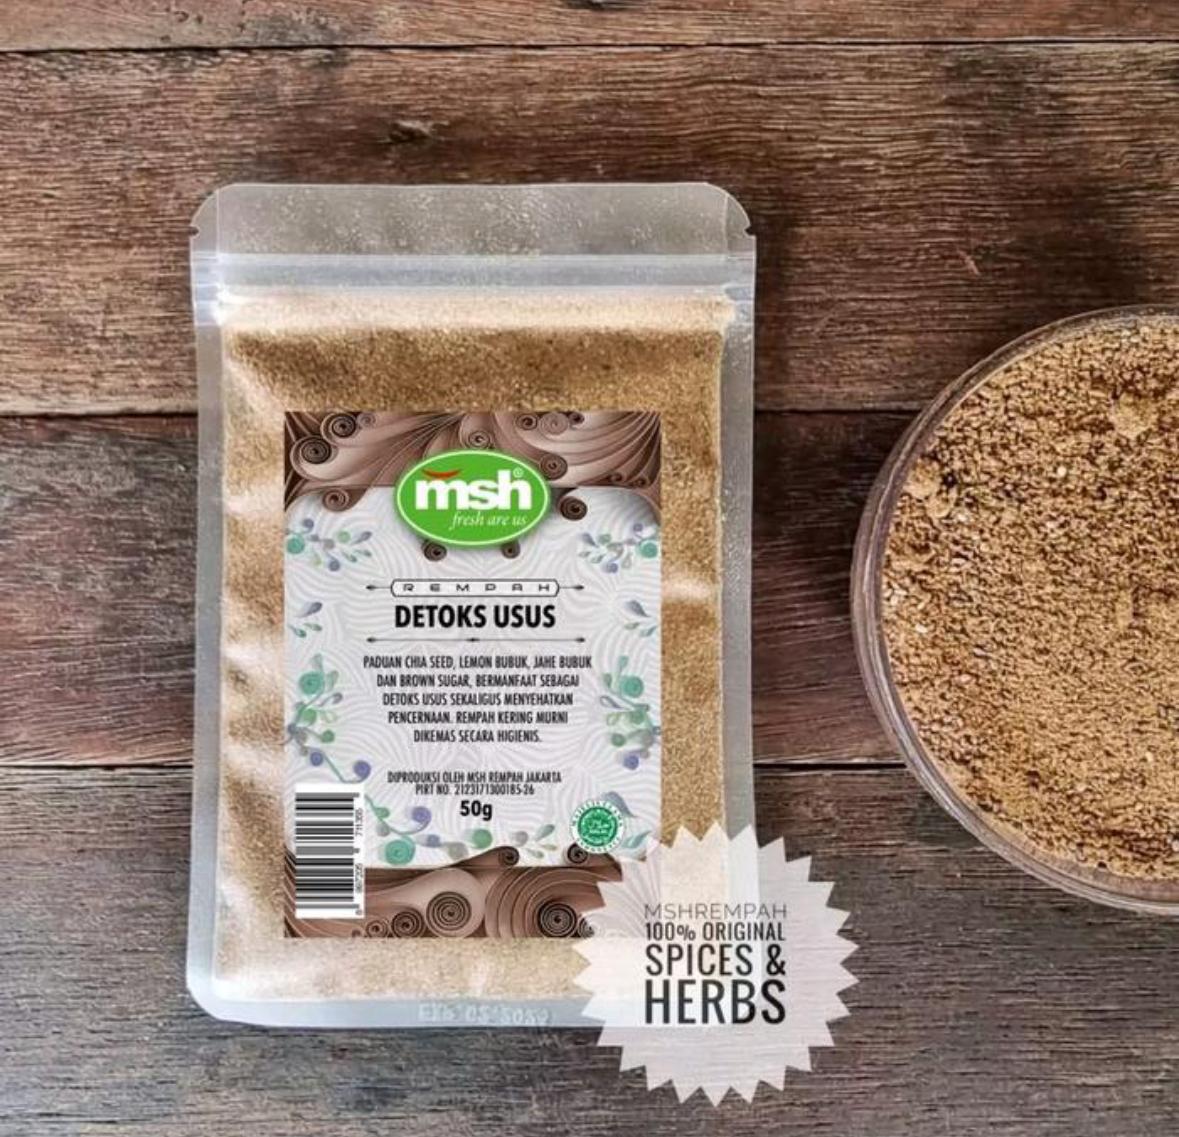 msh®
fresh are us
REMPAH
DETOKS USUS
PADUAN CHIA SEED, LEMON BUBUK, JAHE BUBUK
DAN BROWN SUGAR, BERMANFAAT SEBAGAI
DETOKS USUS SEKALIGUS MENYEHATKAN
PENCERNAAN. REMPAH KERING MURNI
DIKEMAS SECARA HIGIENIS.
DIPRODUKSI OLEH MSH REMPAH JAKARTA
PIRT NO. 2123171300185-26
50g
MSHREMPAH
100% ORIGINAL
SPICES &
HERBS